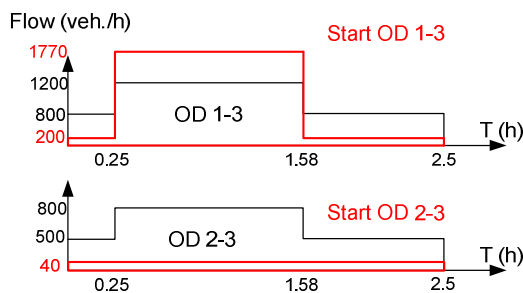 Flow (veh./h)
1770
Start OD 1-3
1200
800
OD 1-3
200
T (h)
0.25
1.58
2.5
800
Start OD 2-3
500
OD 2-3
40
T (h)
0.25
1.58
2.5